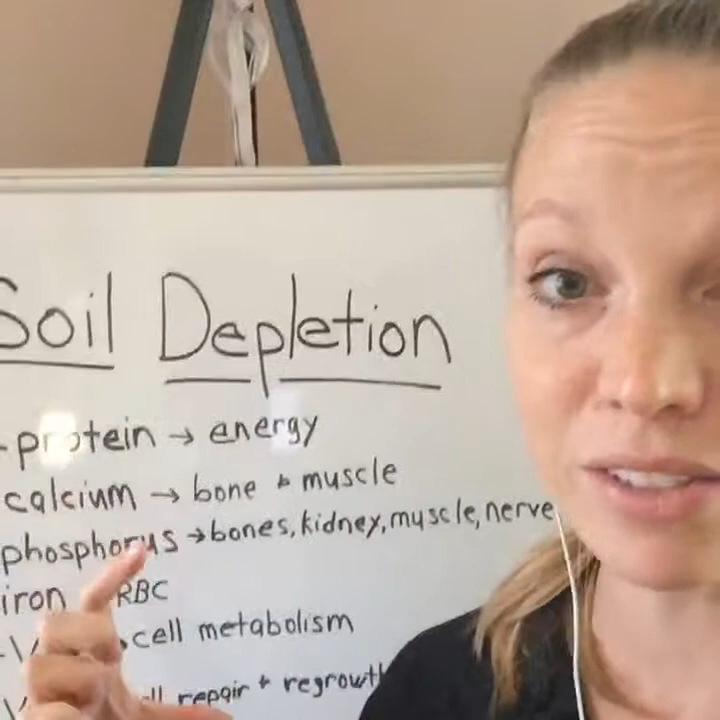 Soil Depletion
-protein → energy
calcium → bone & muscle
phosphorus → bones, kidney, muscle, nerve
iron RBC
cell metabolism
repair & regrowth